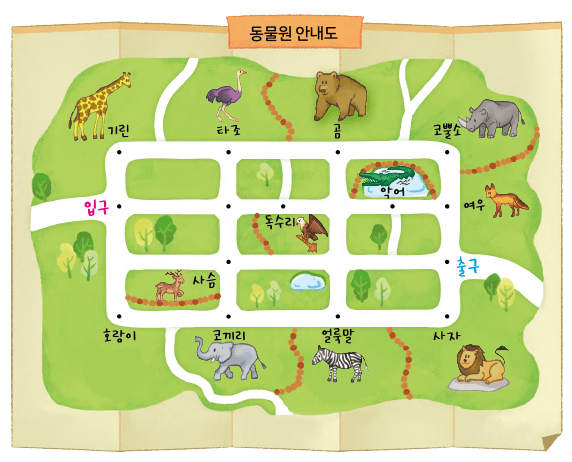 동물원 안내도
기린
타조
곰
코뿔소
악어
입구
여우
독수리
출구
사슴
호랑이
코끼리
얼룩말
사자